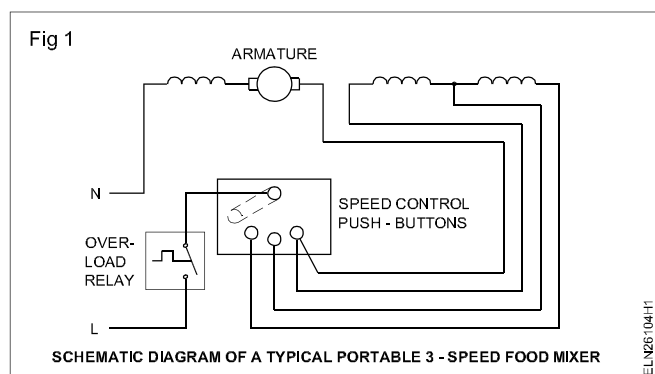 Fig 1
ARMATURE
N
SPEED CONTROL
PUSH - BUTTONS
OVER-
LOAD
RELAY
L
SCHEMATIC DIAGRAM OF A TYPICAL PORTABLE 3 - SPEED FOOD MIXER
ELN26104H1